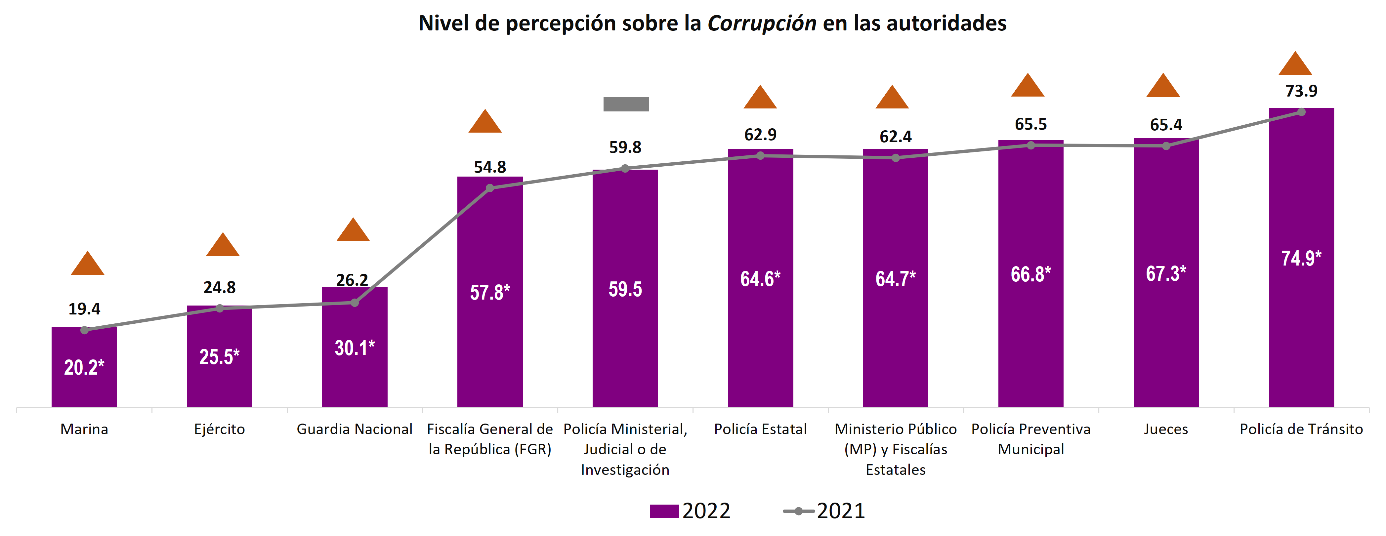 Nivel de percepción sobre la Corrupción en las autoridades
19.4
24.8
26.2
54.8
59.8
62.9
62.4
65.5
65.4
73.9
20.2*
25.5*
30.1*
57.8*
59.5
64.6*
64.7*
66.8*
67.3*
74.9*
Marina
Ejército
Guardia Nacional
Fiscalía General de
la República (FGR)
Policía Ministerial,
Judicial o de
Investigación
Policía Estatal
Ministerio Público
(MP) y Fiscalías
Estatales
Policía Preventiva
Municipal
Jueces
Policía de Tránsito
2022
2021